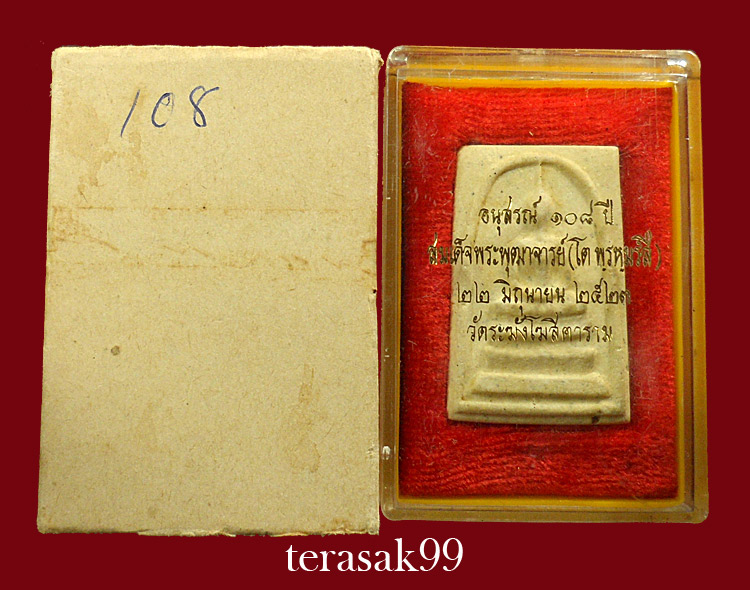 108
อนุสรณ์ ๑๐๘ ปี
สมเด็จพระพุฒาจารย์(โต พฺรหฺมรํสี)
๒๒ มิถุนายน ๒๕๒๓
วัดระฆังโฆสิตาราม
terasak99